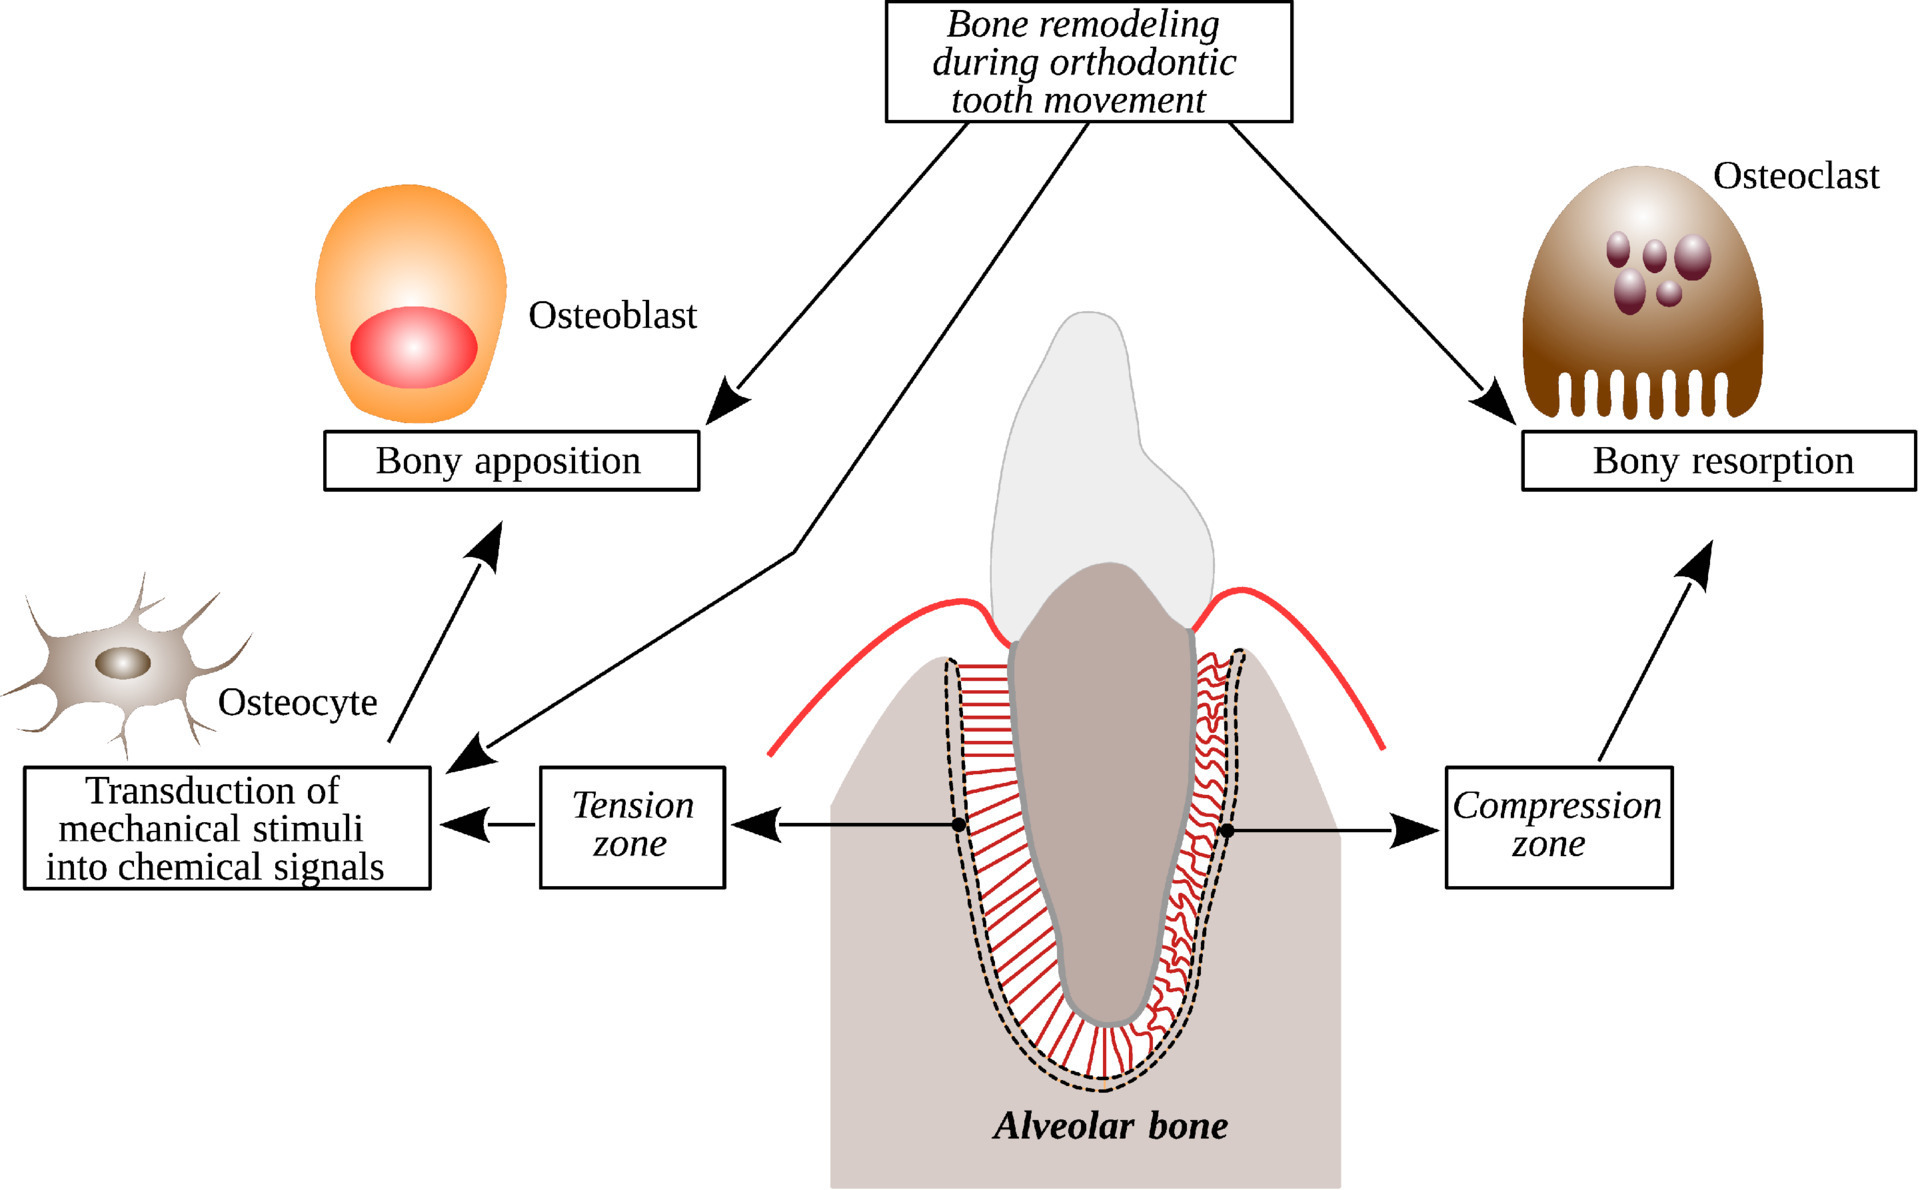 Bone remodeling
during orthodontic
tooth movement
Osteoclast
Osteoblast
Bony apposition
Bony resorption
Osteocyte
Transduction of
mechanical stimuli
into chemical signals
Tension
zone
Compression
zone
Alveolar bone